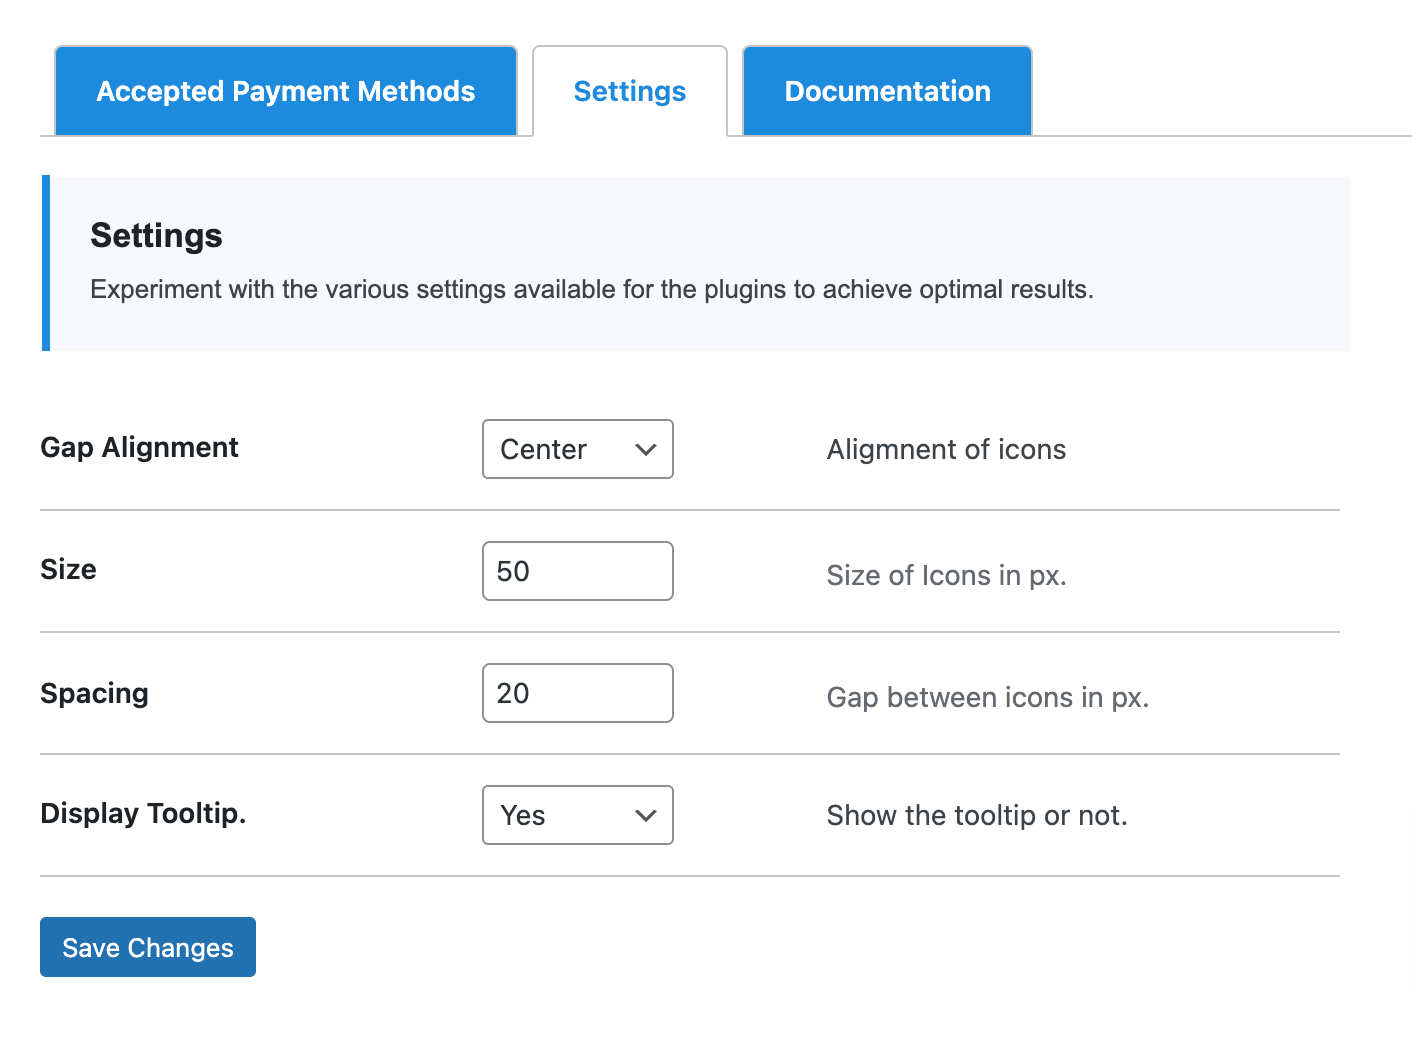 Accepted Payment Methods
Settings
Documentation
Settings
Experiment with the various settings available for the plugins to achieve optimal results.
Gap Alignment
Center
Aligmnent of icons
Size
50
Size of Icons in px.
Spacing
20
Gap between icons in px.
Display Tooltip.
Yes
Show the tooltip or not.
Save Changes